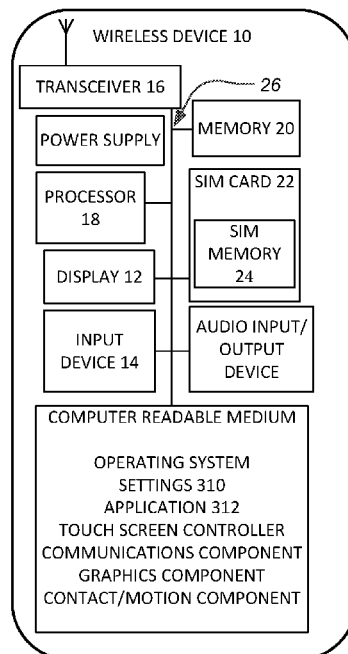 WIRELESS DEVICE 10
TRANSCEIVER 16
26
POWER SUPPLY
MEMORY 20
PROCESSOR
18
SIM CARD 22
SIM
MEMORY
24
DISPLAY 12
INPUT
DEVICE 14
AUDIO INPUT/
OUTPUT
DEVICE
COMPUTER READABLE MEDIUM
OPERATING SYSTEM
SETTINGS 310
APPLICATION 312
TOUCH SCREEN CONTROLLER
COMMUNICATIONS COMPONENT
GRAPHICS COMPONENT
CONTACT/MOTION COMPONENT